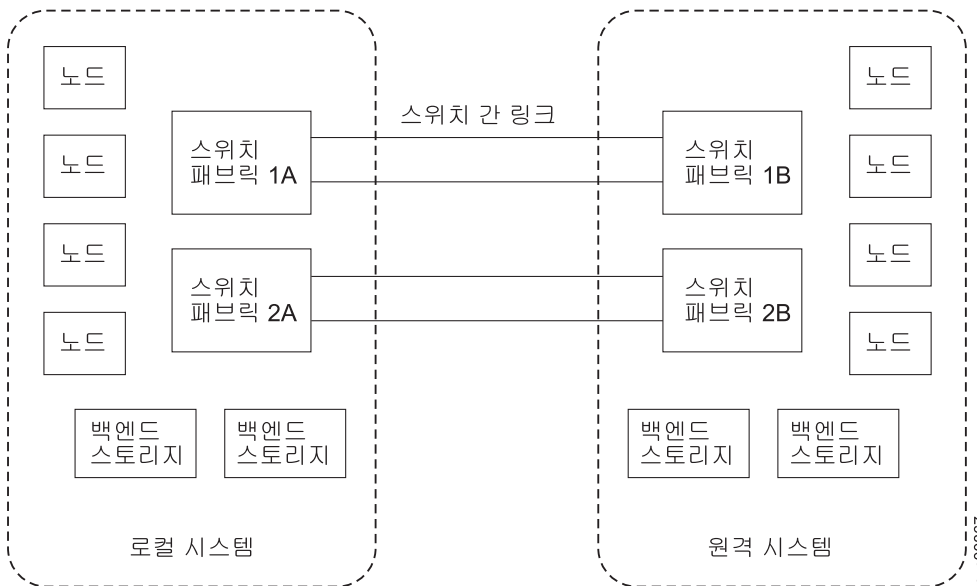 노드
노드
노드
노드
스위치
패브릭 1A
스위치
패브릭 2A
백엔드
스토리지
백엔드
스토리지
로컬 시스템
스위치 간 링크
스위치
패브릭 1B
스위치
패브릭 2B
노드
노드
노드
노드
백엔드
스토리지
백엔드
스토리지
원격 시스템